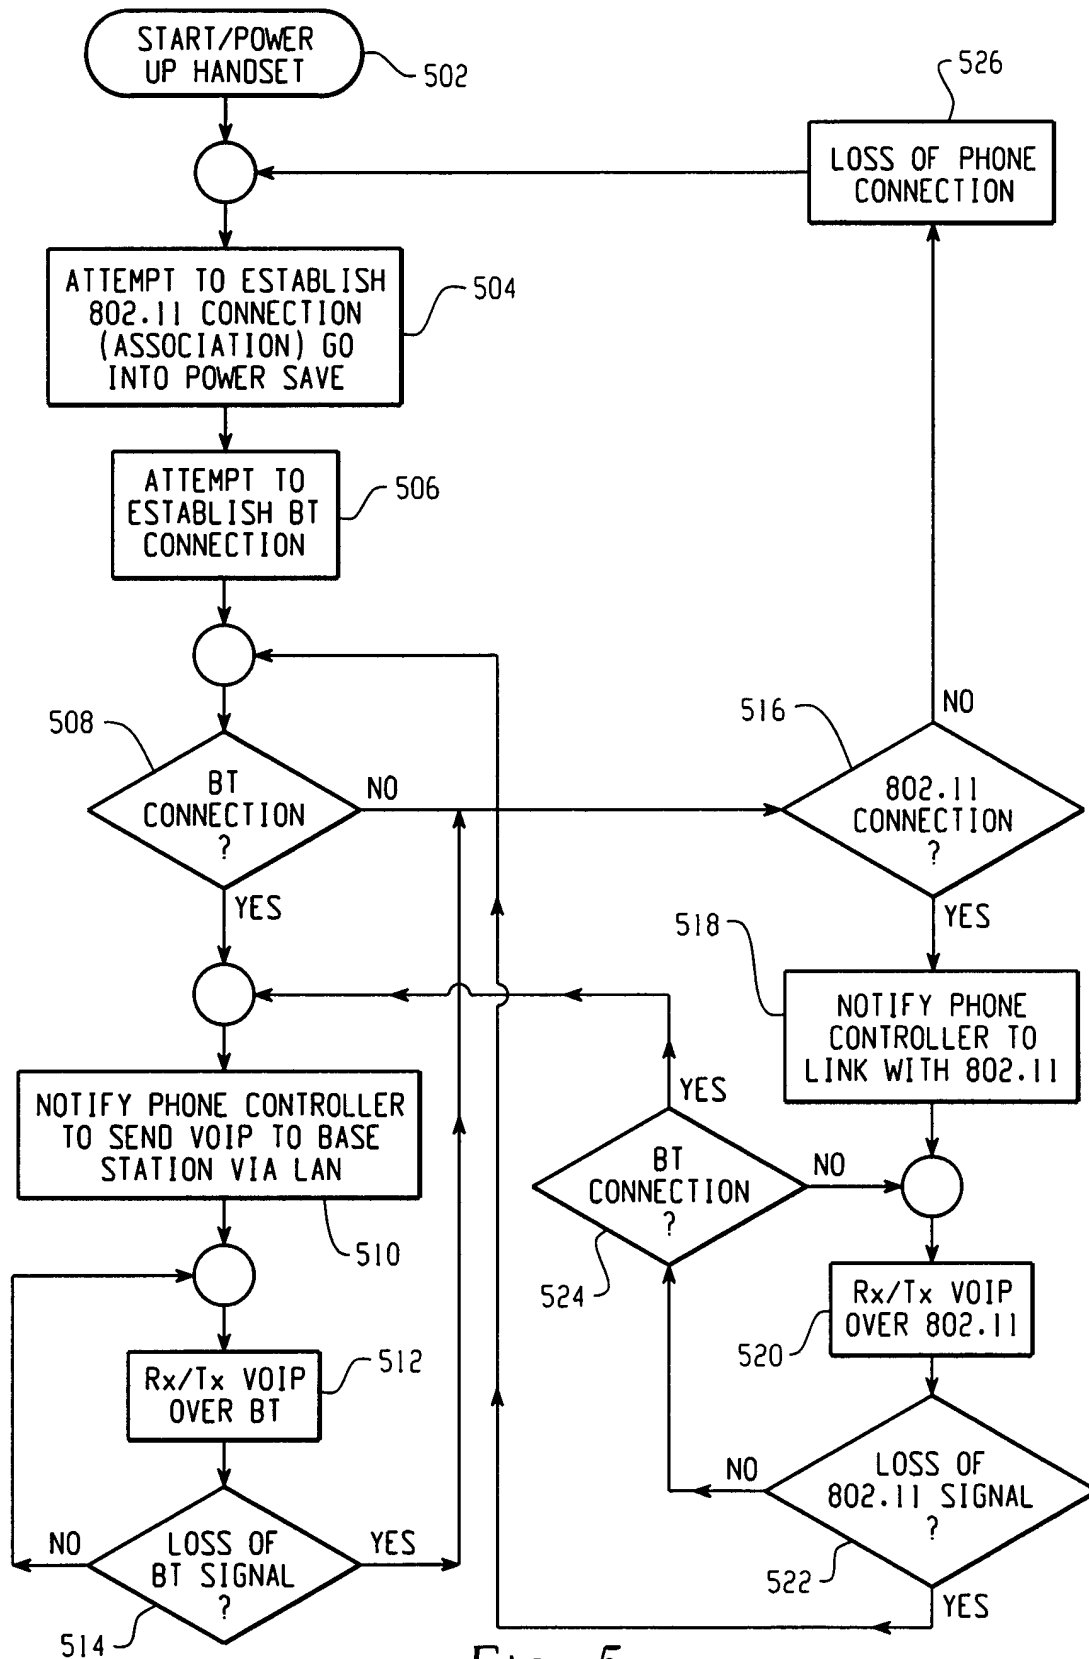 START/POWER
UP HANDSET
502
526
LOSS OF PHONE
CONNECTION
ATTEMPT TO ESTABLISH
802.11 CONNECTION
(ASSOCIATION) GO
INTO POWER SAVE
504
ATTEMPT TO
ESTABLISH BT
CONNECTION
506
508
BT
CONNECTION
?
NO
YES
516
802.11
CONNECTION
?
NO
YES
518
NOTIFY PHONE
CONTROLLER TO
LINK WITH 802.11
NOTIFY PHONE CONTROLLER
TO SEND VOIP TO BASE
STATION VIA LAN
510
YES
BT
CONNECTION
?
NO
524
Rx/Tx VOIP
OVER 802.11
520
Rx/Tx VOIP
OVER BT
512
LOSS OF
802.11 SIGNAL
?
NO
522
YES
LOSS OF
BT SIGNAL
?
NO
YES
514